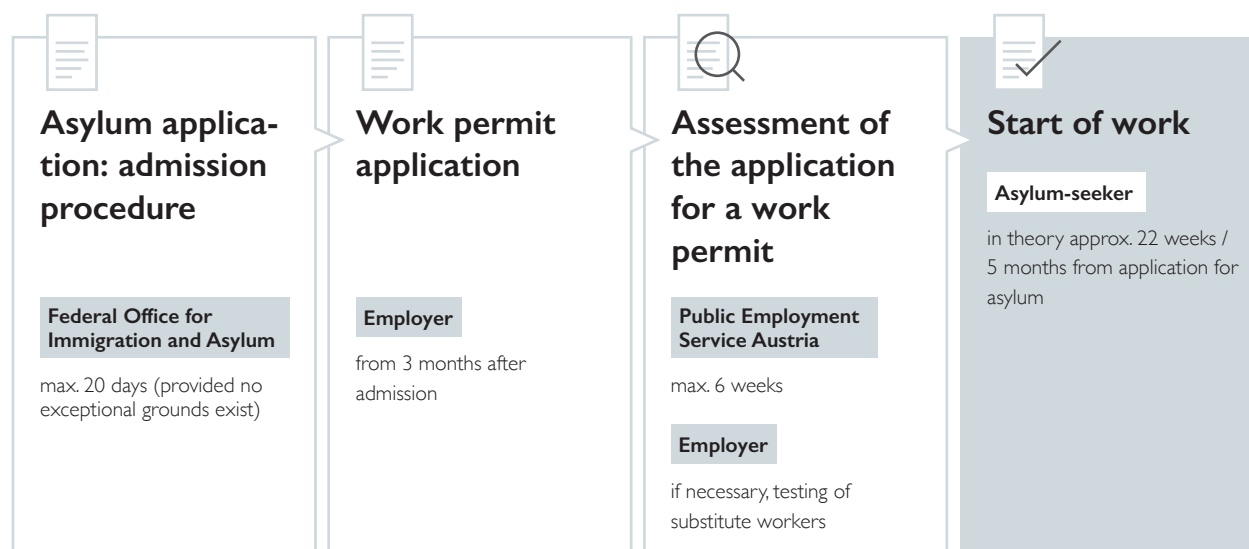 Asylum applica-
tion: admission
procedure
Federal Office for
Immigration and Asylum
max. 20 days (provided no
exceptional grounds exist)
Work permit
application
Employer
from 3 months after
admission
Assessment of
the application
for a work
permit
Public Employment
Service Austria
max. 6 weeks
Employer
if necessary, testing of
substitute workers
Start of work
Asylum-seeker
in theory approx. 22 weeks /
5 months from application for
asylum